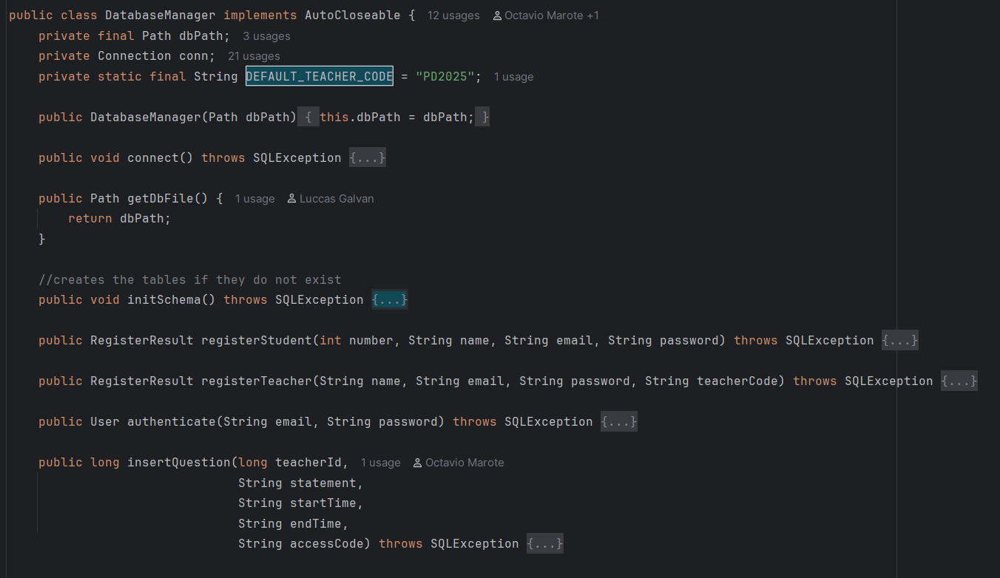 public class DatabaseManager implements AutoCloseable { 12 usages Octavio Marote +1
private final Path dbPath; 3 usages
private Connection conn; 21 usages
private static final String DEFAULT_TEACHER_CODE = "PD2025"; 1 usage
public DatabaseManager(Path dbPath) { this.dbPath = dbPath; }
public void connect() throws SQLException {...}
public Path getDbFile() { 1 usage Luccas Galvan
return dbPath;
}
//creates the tables if they do not exist
public void initSchema() throws SQLException {...}
public RegisterResult registerStudent(int number, String name, String email, String password) throws SQLException {...}
public RegisterResult registerTeacher(String name, String email, String password, String teacherCode) throws SQLException {...}
public User authenticate(String email, String password) throws SQLException {...}
public long insertQuestion(long teacherId, 1 usage Octavio Marote
String statement,
String startTime,
String endTime,
String accessCode) throws SQLException {...}